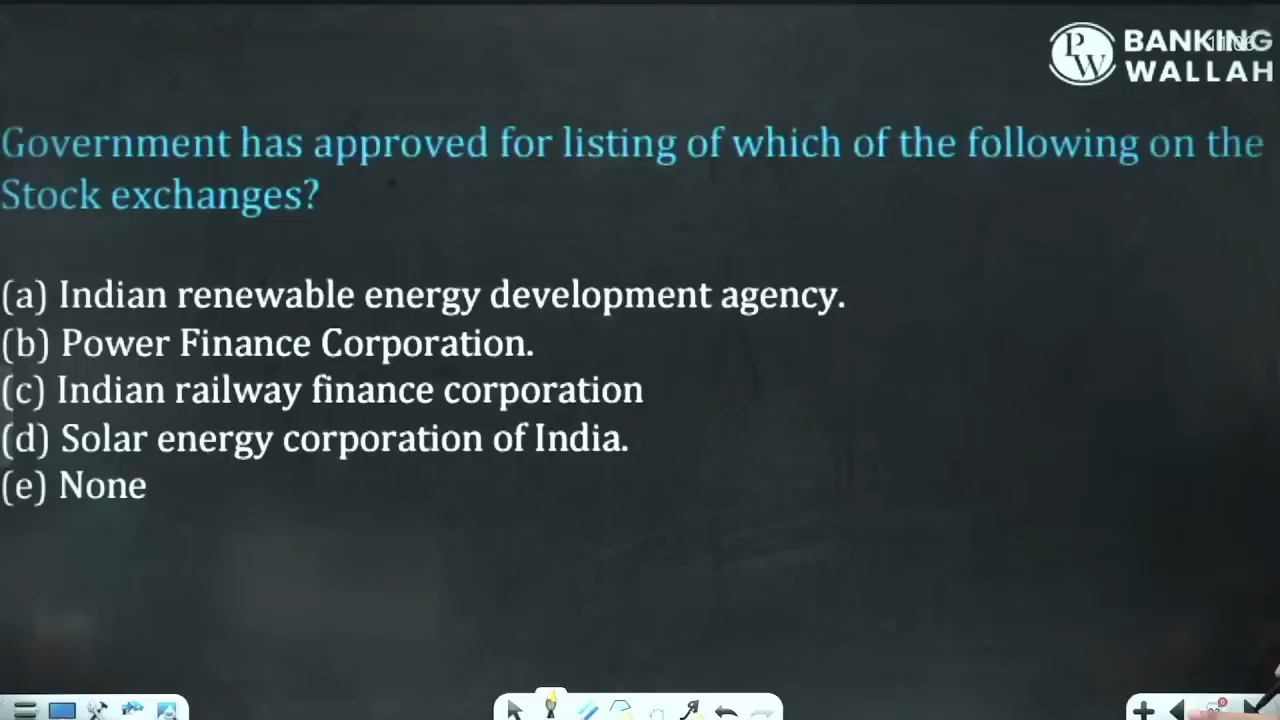 PW BANKING
WALLAH
Government has approved for listing of which of the following on the
Stock exchanges?
(a) Indian renewable energy development agency.
(b) Power Finance Corporation.
(c) Indian railway finance corporation
(d) Solar energy corporation of India.
(e) None